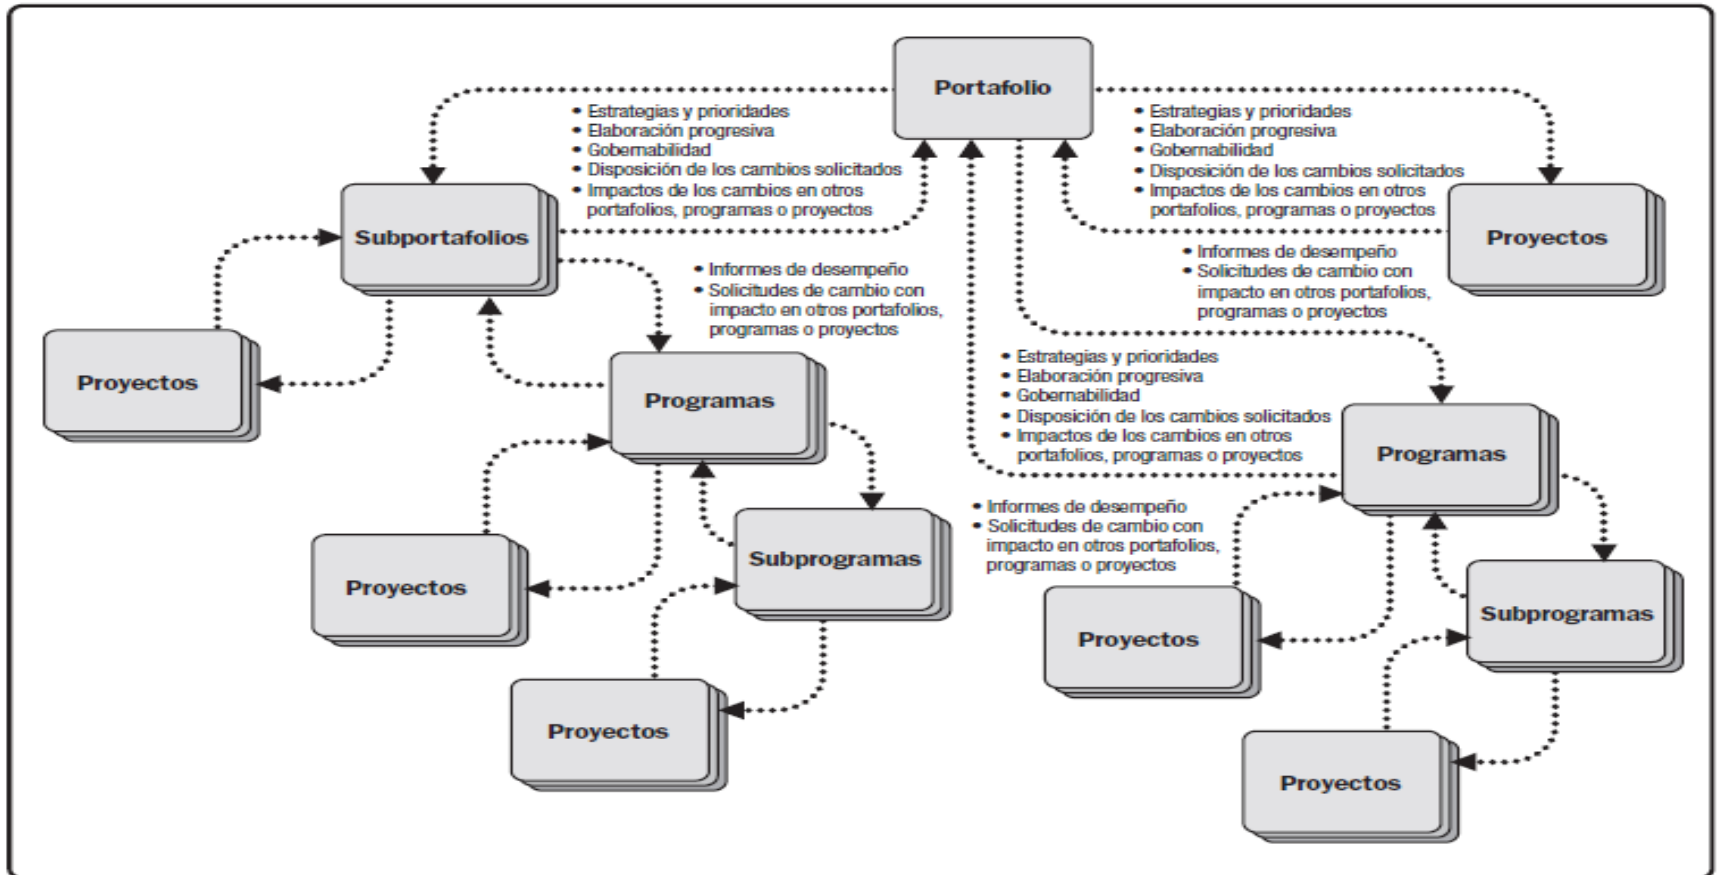 Portafolio
• Estrategias y prioridades
• Elaboración progresiva
• Gobernabilidad
• Disposición de los cambios solicitados
• Impactos de los cambios en otros
portafolios, programas o proyectos
• Estrategias y prioridades
• Elaboración progresiva
• Gobernabilidad
• Disposición de los cambios solicitados
• Impactos de los cambios en otros
portafolios, programas o proyectos
Subportafolios
Proyectos
• Informes de desempeño
• Solicitudes de cambio con
impacto en otros portafolios,
programas o proyectos
• Informes de desempeño
• Solicitudes de cambio con
impacto en otros portafolios,
programas o proyectos
Proyectos
Programas
• Estrategias y prioridades
• Elaboración progresiva
• Gobernabilidad
• Disposición de los cambios solicitados
• Impactos de los cambios en otros
portafolios, programas o proyectos
Programas
• Informes de desempeño
• Solicitudes de cambio con
impacto en otros portafolios,
programas o proyectos
Proyectos
Subprogramas
Proyectos
Subprogramas
Proyectos
Proyectos